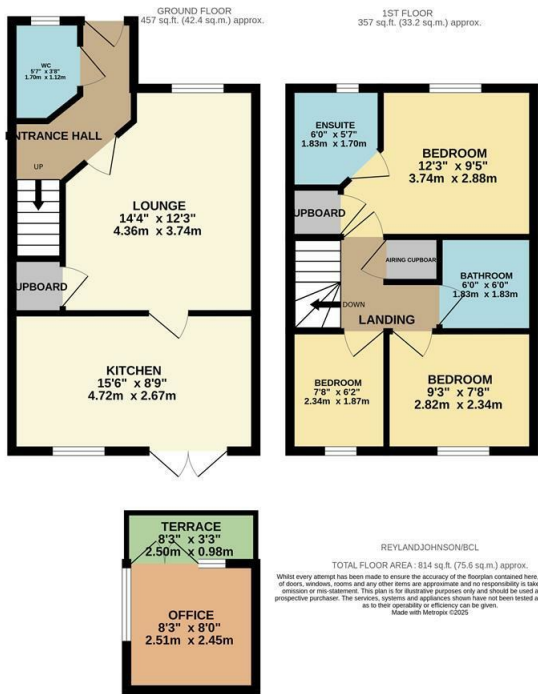 GROUND FLOOR
457 sq.ft. (42.4 sq.m.) approx.
WC
5'7" x 3'8"
1.70m x 1.12m
ENTRANCE HALL
UP
LOUNGE
14'4" x 12'3"
4.36m x 3.74m
UPBOARD
KITCHEN
15'6" x 8'9"
4.72m x 2.67m
1ST FLOOR
357 sq.ft. (33.2 sq.m.) approx.
ENSUITE
6'0" x 5'7"
1.83m x 1.70m
BEDROOM
12'3" x 9'5"
3.74m x 2.88m
UPBOARD
AIRING CUPBOAR
BATHROOM
6'0" x 6'0"
1.83m x 1.83m
DOWN
LANDING
BEDROOM
7'8" x 6'2"
2.34m x 1.87m
BEDROOM
9'3" x 7'8"
2.82m x 2.34m
TERRACE
8'3" x 3'3"
2.50m x 0.98m
OFFICE
8'3" x 8'0"
2.51m x 2.45m
REYLANDJOHNSON/BCL
TOTAL FLOOR AREA : 814 sq.ft. (75.6 sq.m.) approx.
Whilst every attempt has been made to ensure the accuracy of the floorplan contained here,
of doors, windows, rooms and any other items are approximate and no responsibility is take
omission or mis-statement. This plan is for illustrative purposes only and should be used a
prospective purchaser. The services, systems and appliances shown have not been tested a
as to their operability or efficiency can be given.
Made with Metropix ©2025